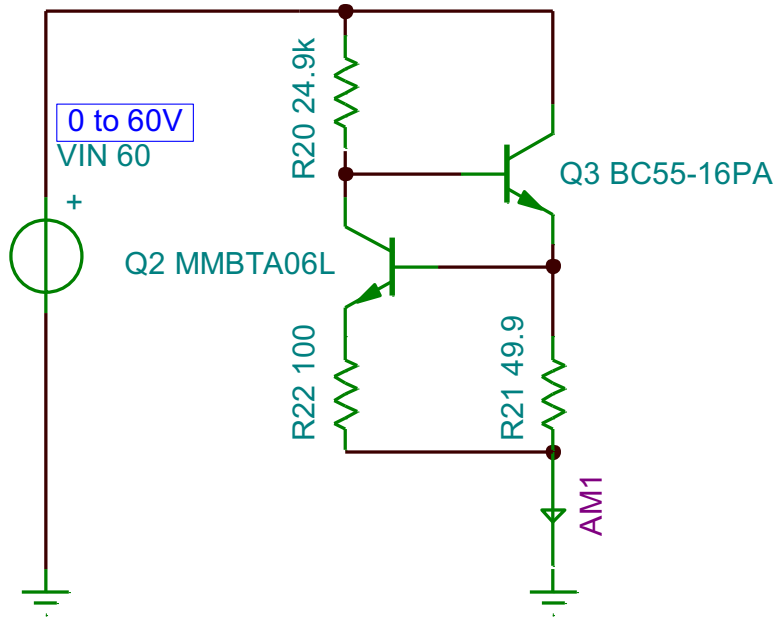 R20 24.9k
0 to 60V
VIN 60
+
Q3 BC55-16PA
Q2 MMBTA06L
R22 100
R21 49.9
AM1